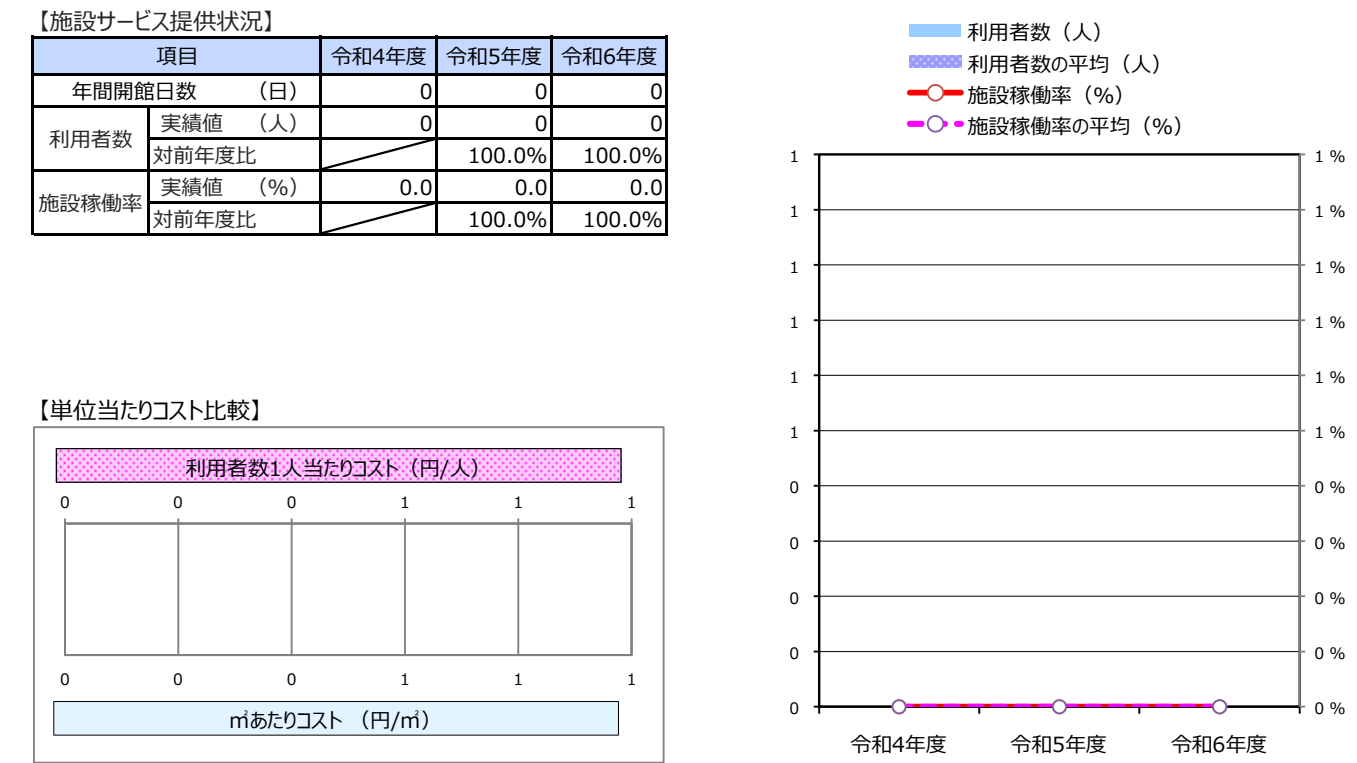 【施設サービス提供状況】
項目 令和4年度 令和5年度 令和6年度
年間開館日数 （日） 0 0 0
利用者数 実績値 （人） 0 0 0
対前年度比 100.0% 100.0%
施設稼働率 実績値 （%） 0.0 0.0 0.0
対前年度比 100.0% 100.0%
【単位当たりコスト比較】
利用者数1人当たりコスト（円/人）
0 0 0 1 1 1
0 0 0 1 1 1
㎡あたりコスト （円/㎡）
利用者数（人）
利用者数の平均（人）
施設稼働率（%）
施設稼働率の平均（%）
1 1 %
1 1 %
1 1 %
1 1 %
1 1 %
1 1 %
0 0 %
0 0 %
0 0 %
0 0 %
0 0 %
令和4年度 令和5年度 令和6年度